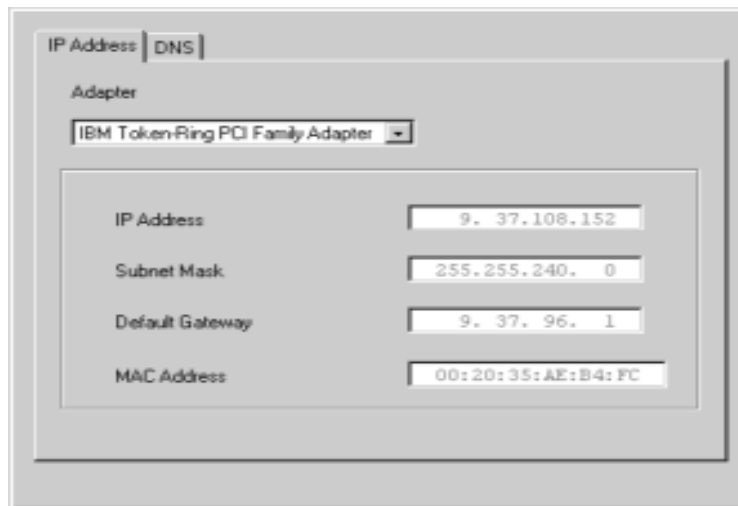 IP Address DNS
Adapter
IBM Token-Ring PCI Family Adapter
IP Address 9. 37.108.152
Subnet Mask 255.255.240. 0
Default Gateway 9. 37. 96. 1
MAC Address 00:20:35:AE:B4:FC